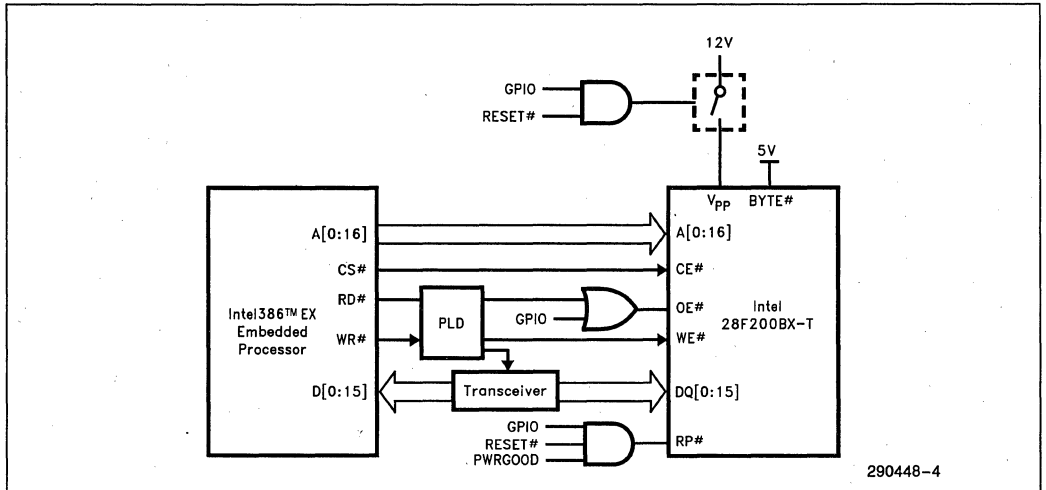 12V
GPIO
RESET#
5V
VPP BYTE#
A[0:16]
A[0:16]
CS#
CE#
RD#
OE#
Intel386™ EX
Embedded
Processor
PLD
GPIO
Intel
28F200BX-T
WR#
WE#
D[0:15]
Transceiver
DQ[0:15]
GPIO
RESET#
PWRGOOD
RP#
290448-4